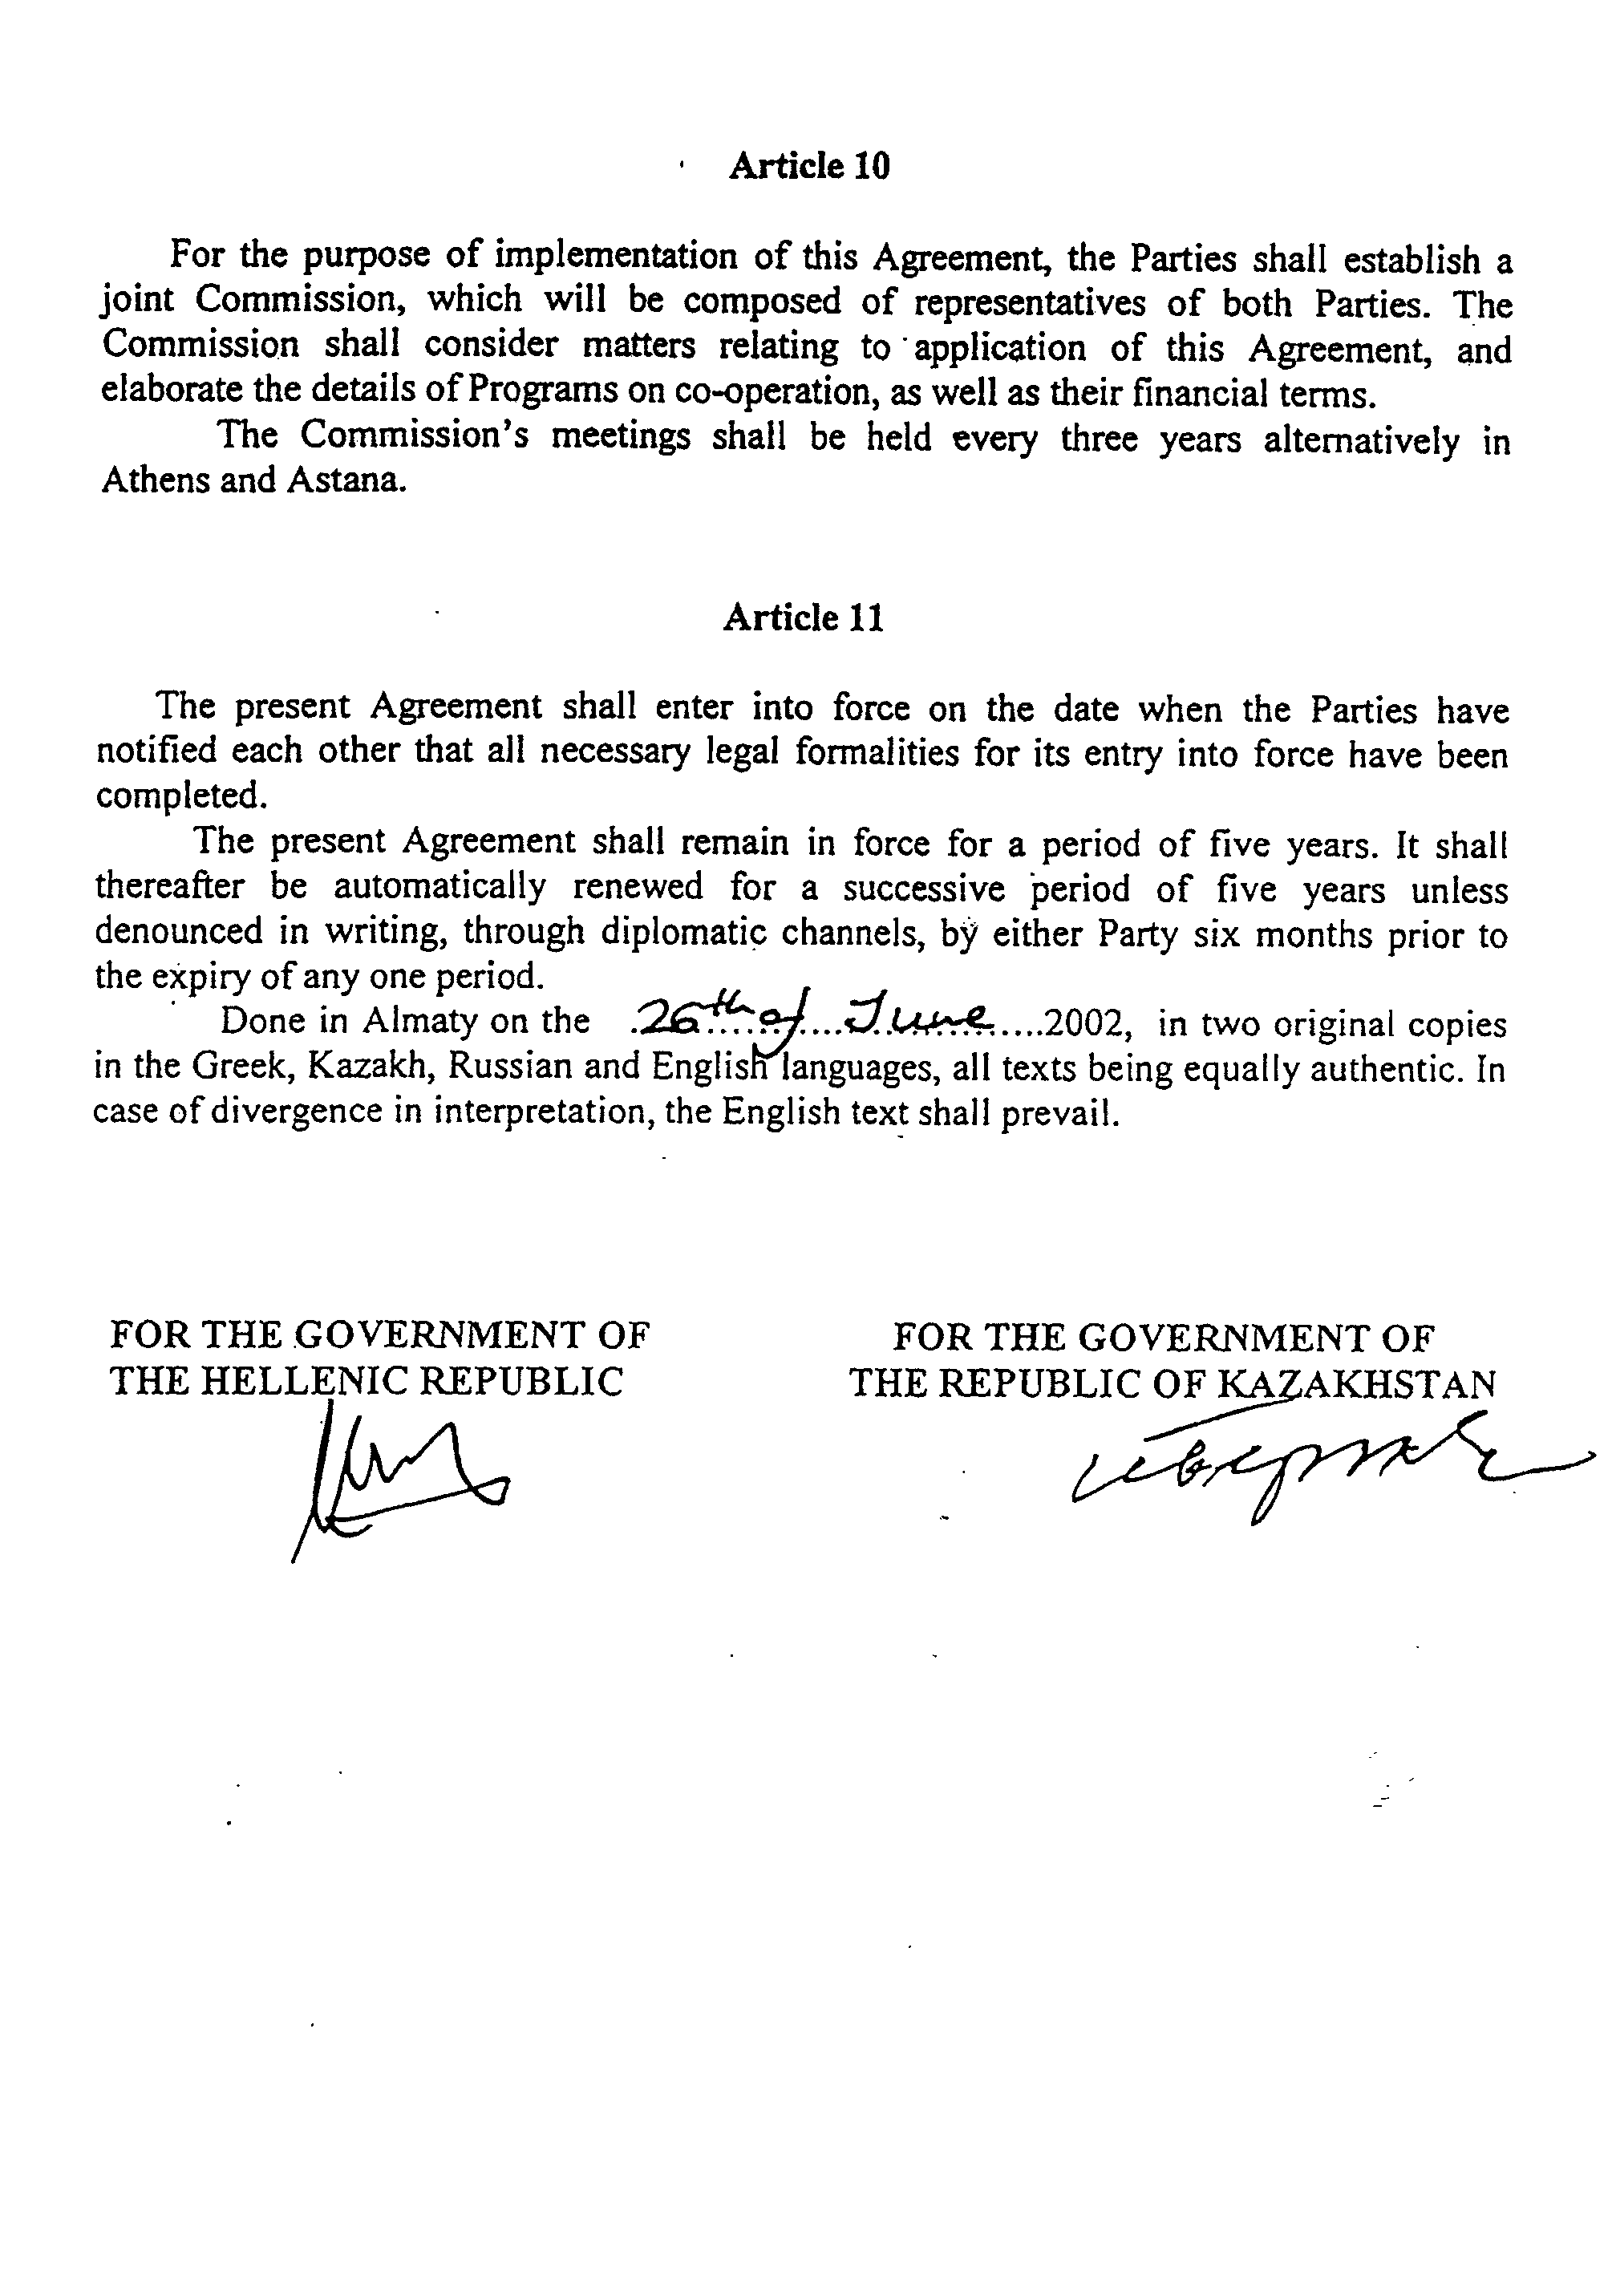 Article 10
For the purpose of implementation of this Agreement, the Parties shall establish a
joint Commission, which will be composed of representatives of both Parties. The
Commission shall consider matters relating to application of this Agreement, and
elaborate the details of Programs on co-operation, as well as their financial terms.
The Commission's meetings shall be held every three years alternatively in
Athens and Astana.
Article 11
The present Agreement shall enter into force on the date when the Parties have
notified each other that all necessary legal formalities for its entry into force have been
completed.
The present Agreement shall remain in force for a period of five years. It shall
thereafter be automatically renewed for a successive period of five years unless
denounced in writing, through diplomatic channels, by either Party six months prior to
the expiry of any one period.
Done in Almaty on the 26th of June 2002, in two original copies
in the Greek, Kazakh, Russian and English languages, all texts being equally authentic. In
case of divergence in interpretation, the English text shall prevail.
FOR THE GOVERNMENT OF
THE HELLENIC REPUBLIC
FOR THE GOVERNMENT OF
THE REPUBLIC OF KAZAKHSTAN